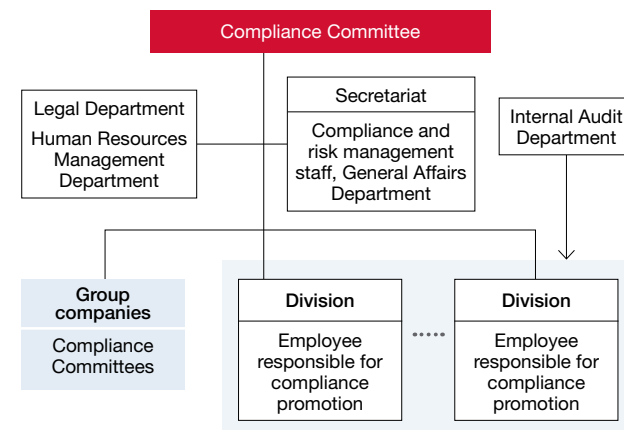 Compliance Committee
Legal Department
Human Resources
Management
Department
Secretariat
Compliance and
risk management
staff, General Affairs
Department
Internal Audit
Department
Group
companies
Compliance
Committees
Division
Employee
responsible for
compliance
promotion
Division
Employee
responsible for
compliance
promotion